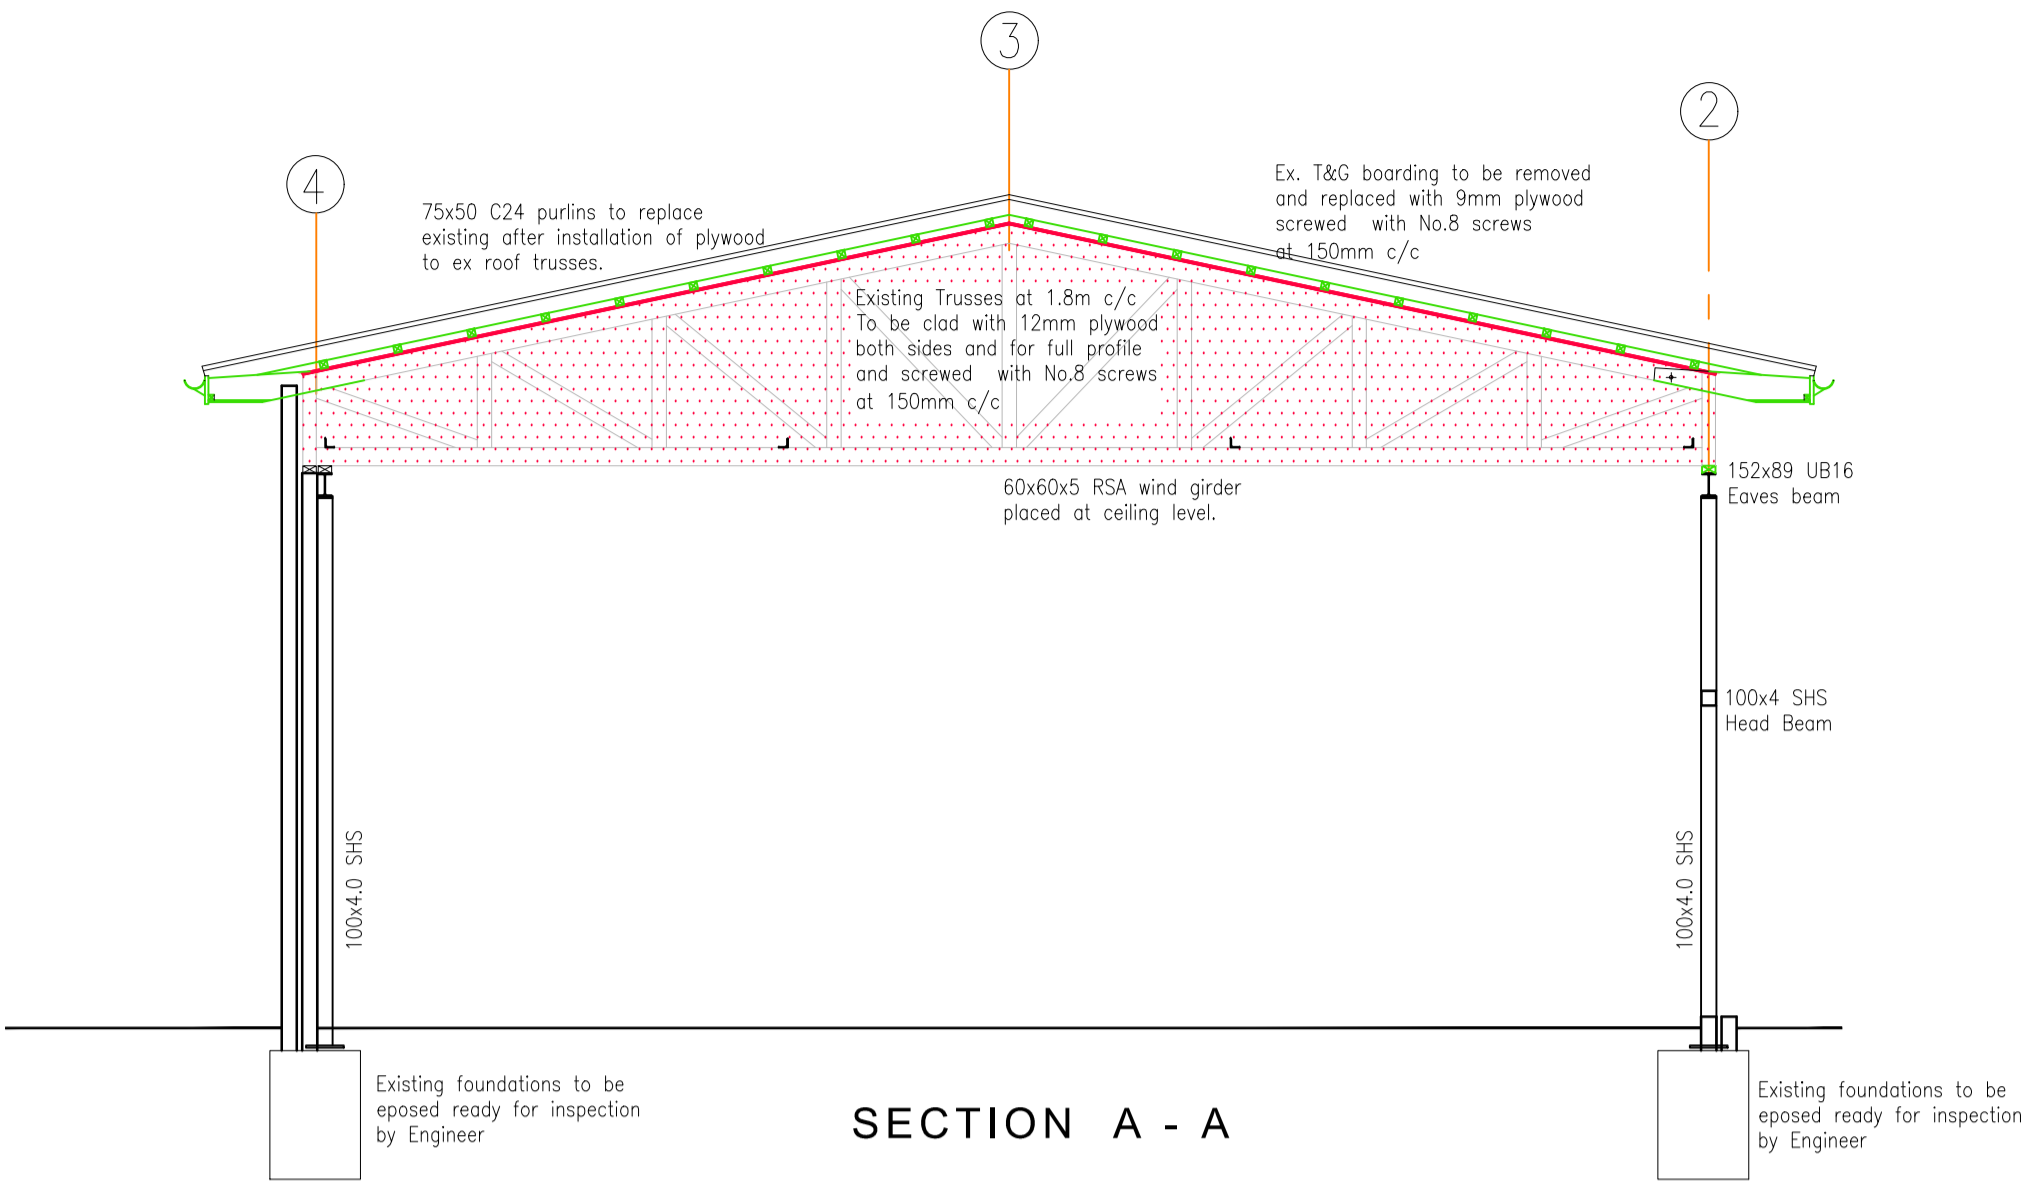 3
2
4
75x50 C24 purlins to replace
existing after installation of plywood
to ex roof trusses.
Ex. T&G boarding to be removed
and replaced with 9mm plywood
screwed with No.8 screws
at 150mm c/c
Existing Trusses at 1.8m c/c
To be clad with 12mm plywood
both sides and for full profile
and screwed with No.8 screws
at 150mm c/c
60x60x5 RSA wind girder
placed at ceiling level.
152x89 UB16
Eaves beam
100x4 SHS
Head Beam
100x4.0 SHS
100x4.0 SHS
Existing foundations to be
eposed ready for inspection
by Engineer
SECTION A - A
Existing foundations to be
eposed ready for inspection
by Engineer